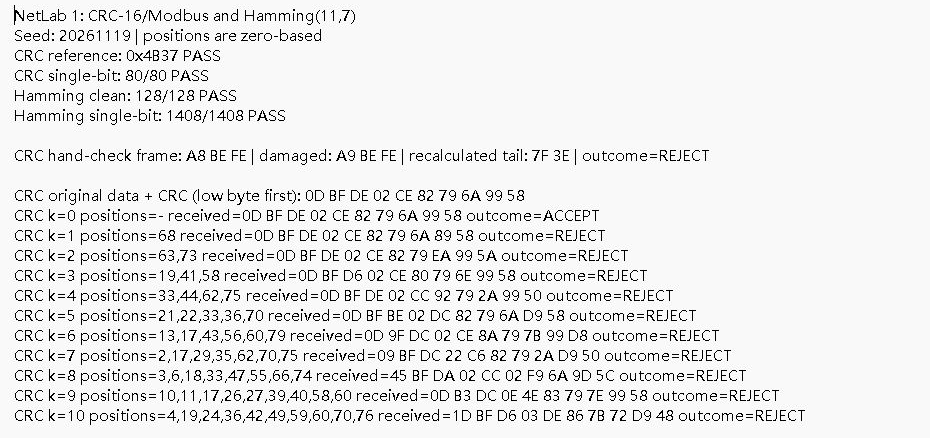 NetLab 1: CRC-16/Modbus and Hamming(11,7)
Seed: 20261119 | positions are zero-based
CRC reference: 0x4B37 PASS
CRC single-bit: 80/80 PASS
Hamming clean: 128/128 PASS
Hamming single-bit: 1408/1408 PASS
CRC hand-check frame: A8 BE FE | damaged: A9 BE FE | recalculated tail: 7F 3E | outcome=REJECT
CRC original data + CRC (low byte first): 0D BF DE 02 CE 82 79 6A 99 58
CRC k=0 positions=- received=0D BF DE 02 CE 82 79 6A 99 58 outcome=ACCEPT
CRC k=1 positions=68 received=0D BF DE 02 CE 82 79 6A 89 58 outcome=REJECT
CRC k=2 positions=63,73 received=0D BF DE 02 CE 82 79 EA 99 5A outcome=REJECT
CRC k=3 positions=19,41,58 received=0D BF D6 02 CE 80 79 6E 99 58 outcome=REJECT
CRC k=4 positions=33,44,62,75 received=0D BF DE 02 CC 92 79 2A 99 50 outcome=REJECT
CRC k=5 positions=21,22,33,36,70 received=0D BF BE 02 DC 82 79 6A D9 58 outcome=REJECT
CRC k=6 positions=13,17,43,56,60,79 received=0D 9F DC 02 CE 8A 79 7B 99 D8 outcome=REJECT
CRC k=7 positions=2,17,29,35,62,70,75 received=09 BF DC 22 C6 82 79 2A D9 50 outcome=REJECT
CRC k=8 positions=3,6,18,33,47,55,66,74 received=45 BF DA 02 CC 02 F9 6A 9D 5C outcome=REJECT
CRC k=9 positions=10,11,17,26,27,39,40,58,60 received=0D B3 DC 0E 4E 83 79 7E 99 58 outcome=REJECT
CRC k=10 positions=4,19,24,36,42,49,59,60,70,76 received=1D BF D6 03 DE 86 7B 72 D9 48 outcome=REJECT